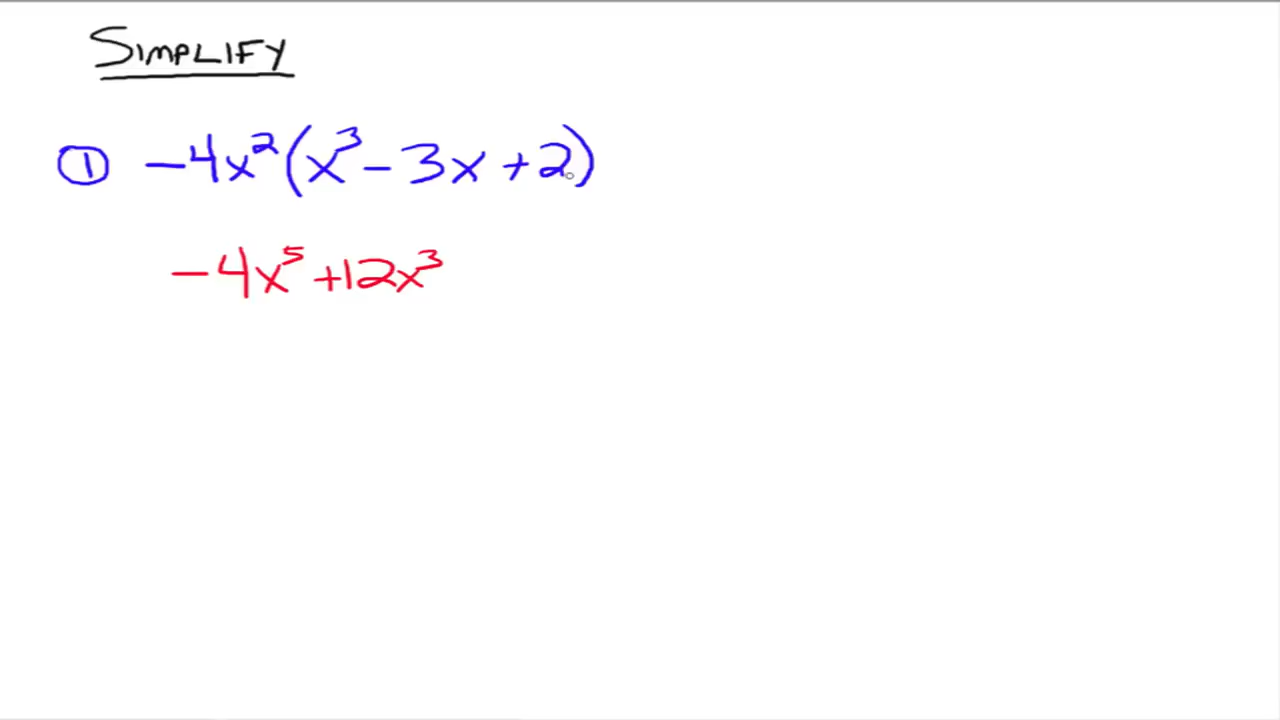 SIMPLIFY
① -4x²(x³ - 3x + 2)
-4x⁵ + 12x³